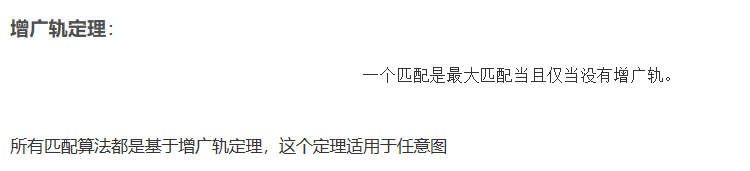 增广轨定理：
一个匹配是最大匹配当且仅当没有增广轨。
所有匹配算法都是基于增广轨定理，这个定理适用于任意图